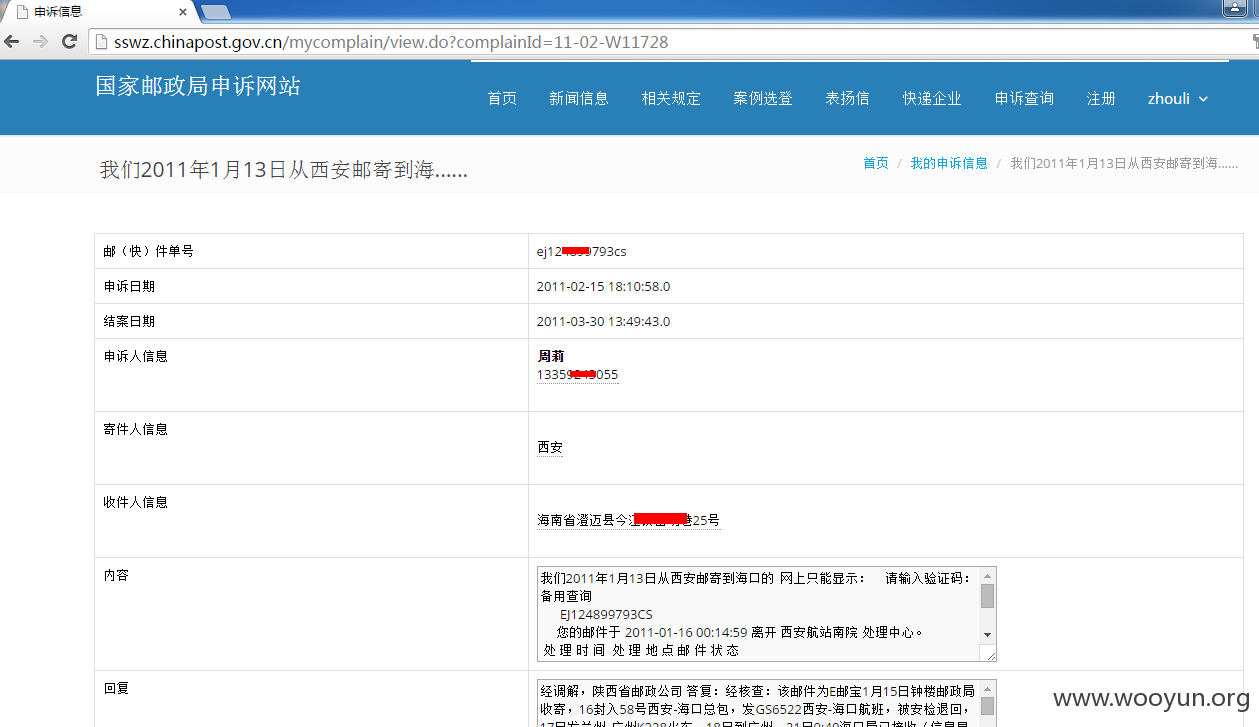 申诉信息
sswz.chinapost.gov.cn/mycomplain/view.do?complainId=11-02-W11728
国家邮政局申诉网站
首页 新闻信息 相关规定 案例选登 表扬信 快递企业 申诉查询 注册 zhouli
我们2011年1月13日从西安邮寄到海......
首页 / 我的申诉信息 / 我们2011年1月13日从西安邮寄到海......
邮（快）件单号 ej12 793cs
申诉日期 2011-02-15 18:10:58.0
结案日期 2011-03-30 13:49:43.0
申诉人信息 周莉
1335 055
寄件人信息
西安
收件人信息
海南省澄迈县今 25号
内容 我们2011年1月13日从西安邮寄到海口的 网上只能显示： 请输入验证码：
备用查询
EJ124899793CS
您的邮件于 2011-01-16 00:14:59 离开 西安航站南院 处理中心。
处 理 时 间 处 理 地 点 邮 件 状 态
回复 经调解，陕西省邮政公司 答复：经核查：该邮件为E邮宝1月15日钟楼邮政局
收寄，16封入58号西安-海口总包，发GS6522西安-海口航班，被安检退回，
www.wooyun.org